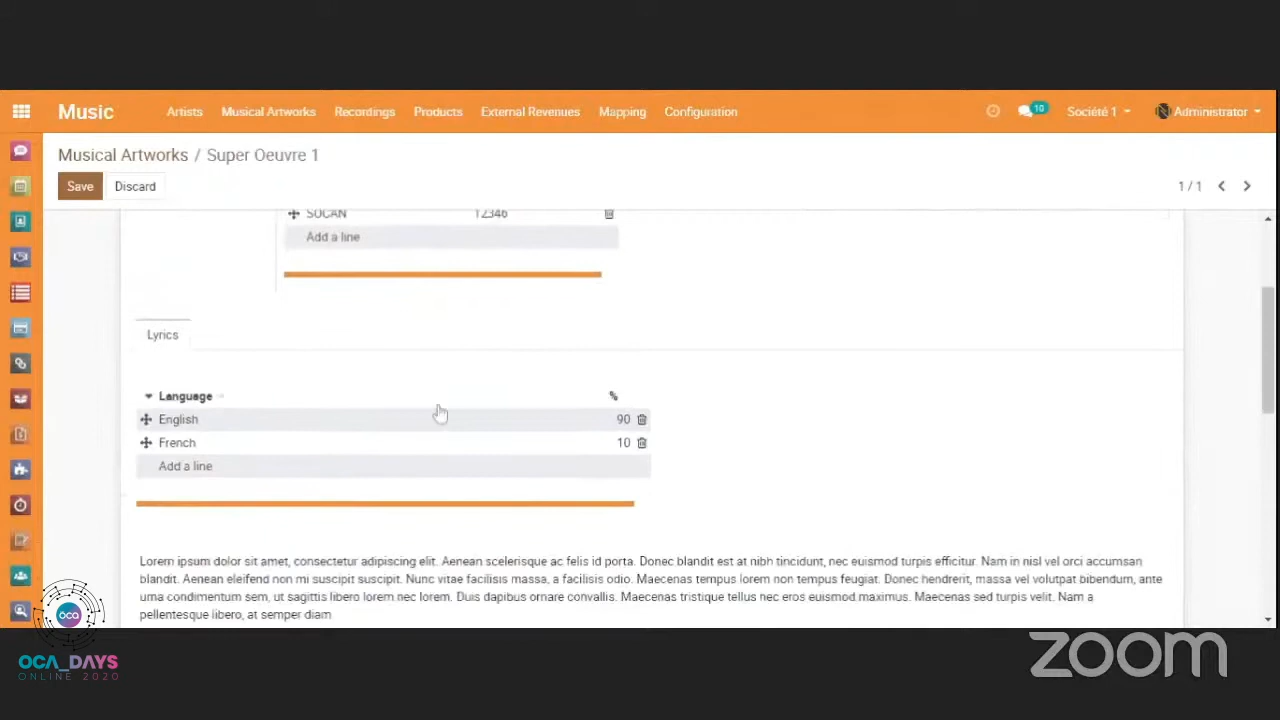 Music Artists Musical Artworks Recordings Products External Revenues Mapping Configuration 10 Société 1 Administrator
Musical Artworks / Super Oeuvre 1
Save Discard 1 / 1
SOCAN 12346
Add a line
Lyrics
Language %
English 90
French 10
Add a line
Lorem ipsum dolor sit amet, consectetur adipiscing elit. Aenean scelerisque ac felis id porta. Donec blandit est at nibh tincidunt, nec euismod turpis efficitur. Nam in nisl vel orci accumsan
blandit. Aenean eleifend non mi suscipit suscipit. Nunc vitae facilisis massa, a facilisis odio. Maecenas tempus lorem non tempus feugiat. Donec hendrerit, massa vel volutpat bibendum, ante
urna condimentum sem, ut sagittis libero lorem nec lorem. Duis dapibus ornare convallis. Maecenas tristique tellus nec eros euismod maximus. Maecenas sed turpis velit. Nam a
pellentesque libero, at semper diam
oca
OCA_DAYS
ONLINE 2020
zoom